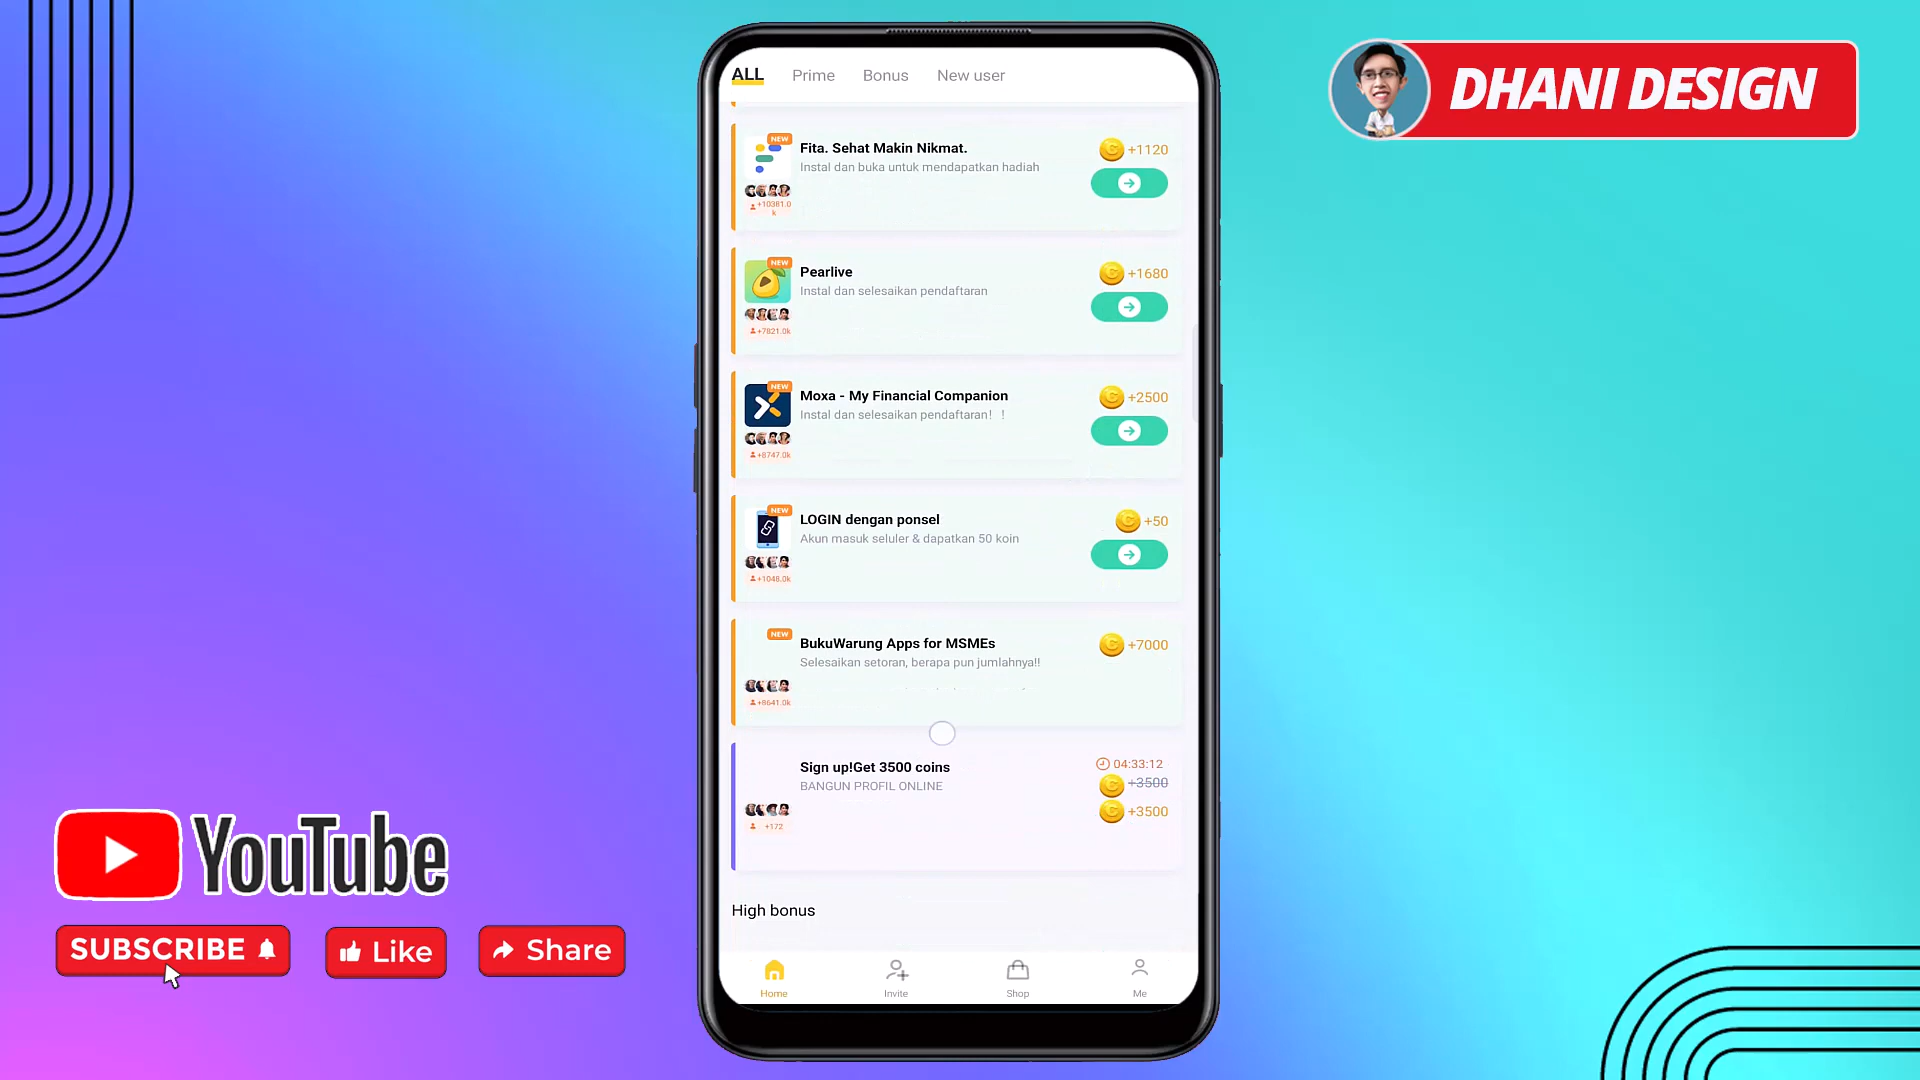 ALL
Prime
Bonus
New user
NEW
Fita. Sehat Makin Nikmat.
Instal dan buka untuk mendapatkan hadiah
+1120
+10381.0
k
NEW
Pearlive
Instal dan selesaikan pendaftaran
+1680
+7821.0k
NEW
Moxa - My Financial Companion
Instal dan selesaikan pendaftaran! !
+2500
+8747.0k
NEW
LOGIN dengan ponsel
Akun masuk seluler & dapatkan 50 koin
+50
+1048.0k
NEW
BukuWarung Apps for MSMEs
Selesaikan setoran, berapa pun jumlahnya!!
+7000
+8641.0k
Sign up!Get 3500 coins
BANGUN PROFIL ONLINE
04:33:12
+3500
+3500
+172
High bonus
Home
Invite
Shop
Me
DHANI DESIGN
YouTube
SUBSCRIBE
Like
Share